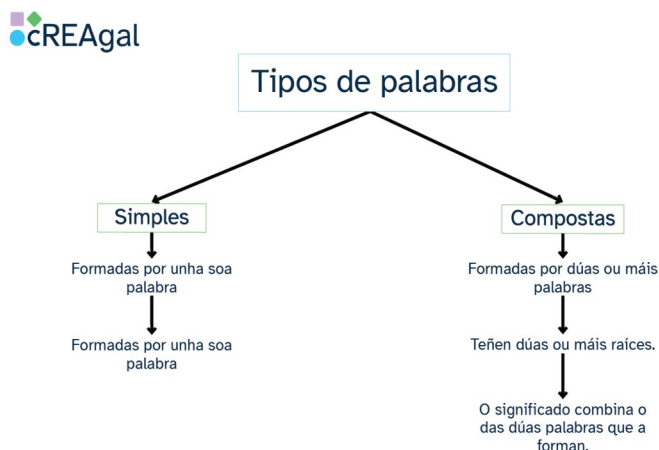 cREAgal
Tipos de palabras
Simples
Formadas por unha soa
palabra
Formadas por unha soa
palabra
Compostas
Formadas por dúas ou máis
palabras
Teñen dúas ou máis raíces.
O significado combina o
das dúas palabras que a
forman.